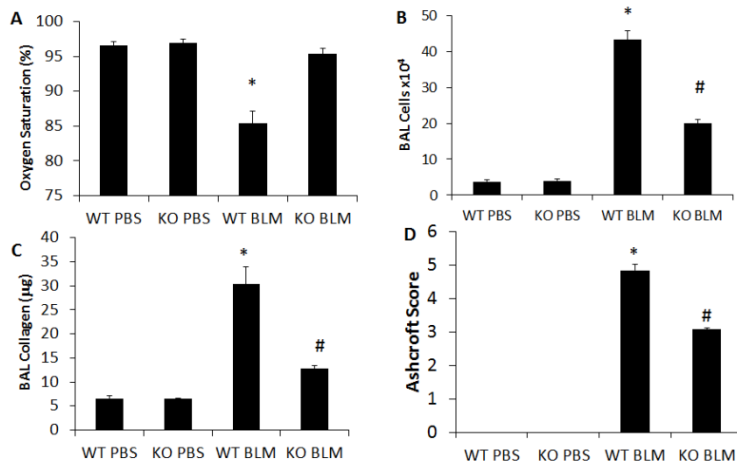 A
Oxygen Saturation (%)
100
95
90
85
80
75
*
WT PBS KO PBS WT BLM KO BLM
B
BAL Cells x10⁴
50
40
30
20
10
0
*
#
WT PBS KO PBS WT BLM KO BLM
C
BAL Collagen (µg)
40
35
30
25
20
15
10
5
0
*
#
WT PBS KO PBS WT BLM KO BLM
D
Ashcroft Score
6
5
4
3
2
1
0
*
#
WT PBS KO PBS WT BLM KO BLM